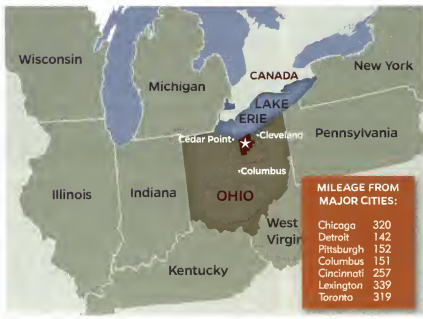 Wisconsin
Michigan
CANADA
New York
LAKE
ERIE
Cedar Point
Cleveland
Pennsylvania
Columbus
Illinois
Indiana
OHIO
West
Virgin
Kentucky
MILEAGE FROM
MAJOR CITIES:
Chicaga 320
Detroit 142
Pittsburgh 152
Columbus 151
Cincinnati 257
Lexington 339
Toronto 319